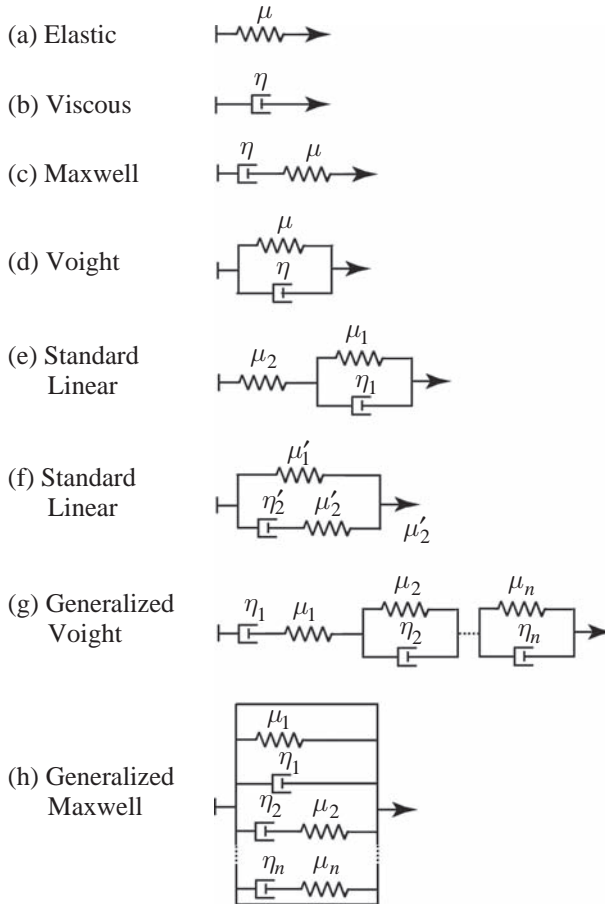 (a) Elastic μ
(b) Viscous η
(c) Maxwell η μ
(d) Voight μ
η
(e) Standard
Linear μ₂ μ₁
η₁
(f) Standard
Linear μ′₁
η′₂ μ′₂
μ′₂
(g) Generalized
Voight η₁ μ₁ μ₂ μₙ
η₂ ηₙ
(h) Generalized
Maxwell μ₁
η₁
η₂ μ₂
ηₙ μₙ